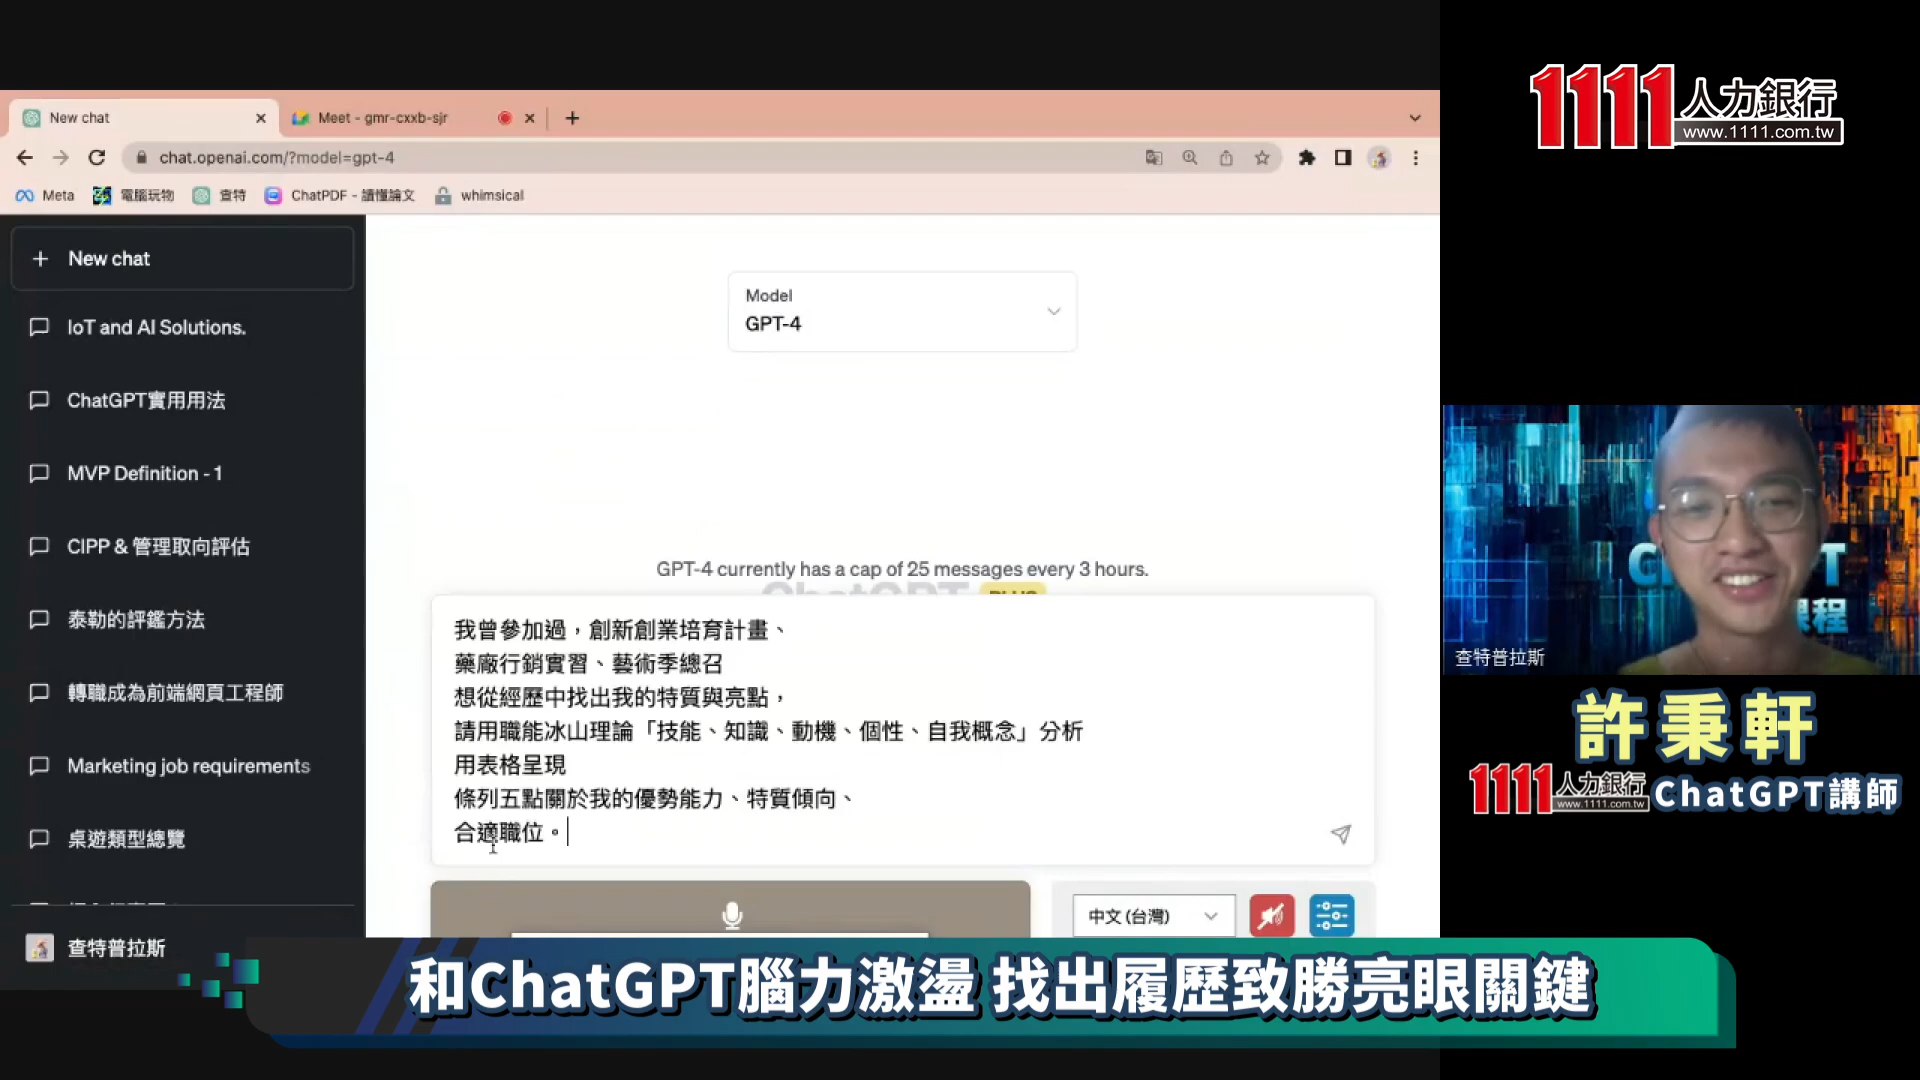 New chat
Meet - gmr-cxxb-sjr
chat.openai.com/?model=gpt-4
Meta
電腦玩物
查特
ChatPDF - 讀懂論文
whimsical
New chat
IoT and AI Solutions.
ChatGPT實用用法
MVP Definition - 1
CIPP & 管理取向評估
泰勒的評鑑方法
轉職成為前端網頁工程師
Marketing job requirements
桌遊類型總覽
查特普拉斯
Model
GPT-4
GPT-4 currently has a cap of 25 messages every 3 hours.
ChatGPT PLUS
我曾參加過，創新創業培育計畫、
藥廠行銷實習、藝術季總召
想從經歷中找出我的特質與亮點，
請用職能冰山理論「技能、知識、動機、個性、自我概念」分析
用表格呈現
條列五點關於我的優勢能力、特質傾向、
合適職位。
中文 (台灣)
1111人力銀行
www.1111.com.tw
查特普拉斯
許秉軒
1111人力銀行
www.1111.com.tw
ChatGPT講師
和ChatGPT腦力激盪 找出履歷致勝亮眼關鍵